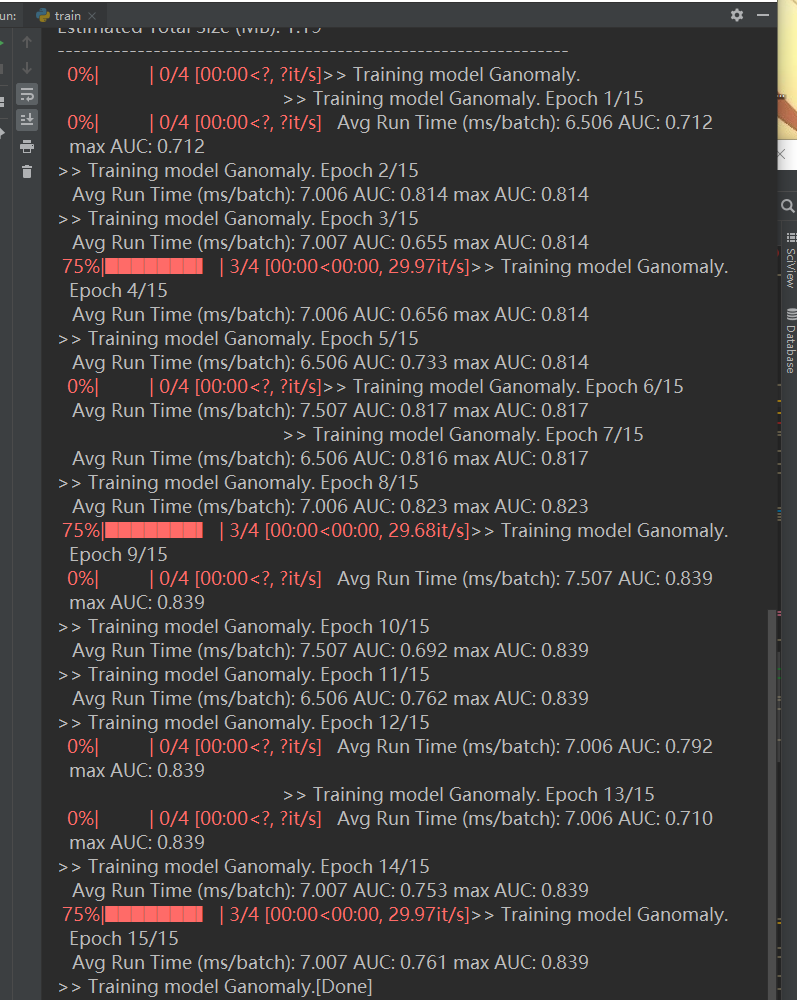 un:
train
Estimated Total Size (MB): 1.19
----------------------------------------------------------------
0%|          | 0/4 [00:00<?, ?it/s]>> Training model Ganomaly.
>> Training model Ganomaly. Epoch 1/15
0%|          | 0/4 [00:00<?, ?it/s]   Avg Run Time (ms/batch): 6.506 AUC: 0.712
max AUC: 0.712
>> Training model Ganomaly. Epoch 2/15
Avg Run Time (ms/batch): 7.006 AUC: 0.814 max AUC: 0.814
>> Training model Ganomaly. Epoch 3/15
Avg Run Time (ms/batch): 7.007 AUC: 0.655 max AUC: 0.814
75%|███████▌  | 3/4 [00:00<00:00, 29.97it/s]>> Training model Ganomaly.
Epoch 4/15
Avg Run Time (ms/batch): 7.006 AUC: 0.656 max AUC: 0.814
>> Training model Ganomaly. Epoch 5/15
Avg Run Time (ms/batch): 6.506 AUC: 0.733 max AUC: 0.814
0%|          | 0/4 [00:00<?, ?it/s]>> Training model Ganomaly. Epoch 6/15
Avg Run Time (ms/batch): 7.507 AUC: 0.817 max AUC: 0.817
>> Training model Ganomaly. Epoch 7/15
Avg Run Time (ms/batch): 6.506 AUC: 0.816 max AUC: 0.817
>> Training model Ganomaly. Epoch 8/15
Avg Run Time (ms/batch): 7.006 AUC: 0.823 max AUC: 0.823
75%|███████▌  | 3/4 [00:00<00:00, 29.68it/s]>> Training model Ganomaly.
Epoch 9/15
0%|          | 0/4 [00:00<?, ?it/s]   Avg Run Time (ms/batch): 7.507 AUC: 0.839
max AUC: 0.839
>> Training model Ganomaly. Epoch 10/15
Avg Run Time (ms/batch): 7.507 AUC: 0.692 max AUC: 0.839
>> Training model Ganomaly. Epoch 11/15
Avg Run Time (ms/batch): 6.506 AUC: 0.762 max AUC: 0.839
>> Training model Ganomaly. Epoch 12/15
0%|          | 0/4 [00:00<?, ?it/s]   Avg Run Time (ms/batch): 7.006 AUC: 0.792
max AUC: 0.839
>> Training model Ganomaly. Epoch 13/15
0%|          | 0/4 [00:00<?, ?it/s]   Avg Run Time (ms/batch): 7.006 AUC: 0.710
max AUC: 0.839
>> Training model Ganomaly. Epoch 14/15
Avg Run Time (ms/batch): 7.007 AUC: 0.753 max AUC: 0.839
75%|███████▌  | 3/4 [00:00<00:00, 29.97it/s]>> Training model Ganomaly.
Epoch 15/15
Avg Run Time (ms/batch): 7.007 AUC: 0.761 max AUC: 0.839
>> Training model Ganomaly.[Done]
SciView
Database